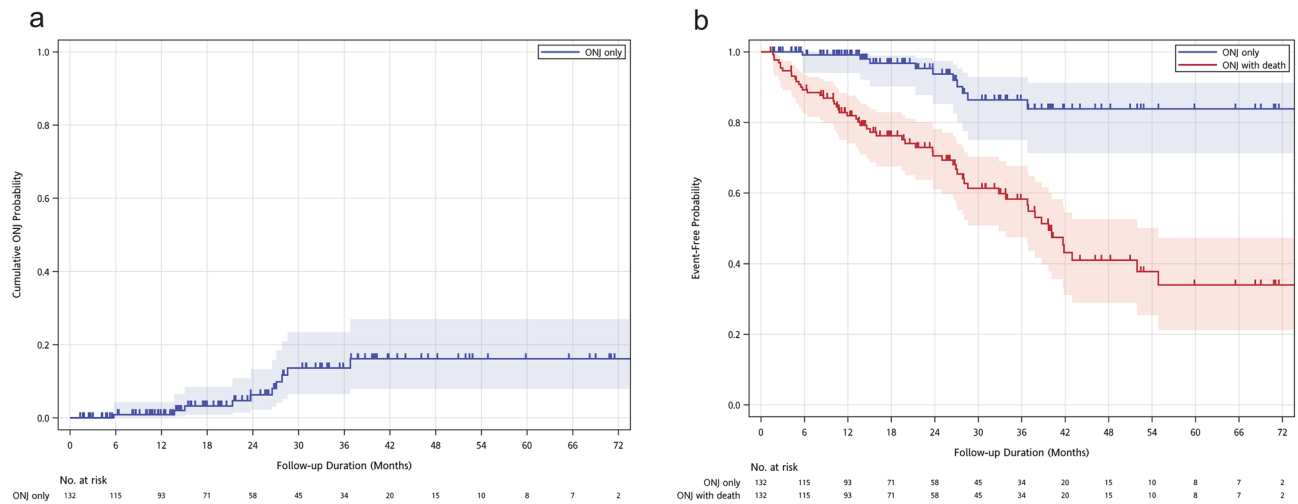 a
ONJ only
1.0
0.8
0.6
0.4
0.2
0.0
Cumulative ONJ Probability
0 6 12 18 24 30 36 42 48 54 60 66 72
Follow-up Duration (Months)
No. at risk
ONJ only 132 115 93 71 58 45 34 20 15 10 8 7 2
b
ONJ only
ONJ with death
1.0
0.8
0.6
0.4
0.2
0.0
Event-Free Probability
0 6 12 18 24 30 36 42 48 54 60 66 72
Follow-up Duration (Months)
No. at risk
ONJ only 132 115 93 71 58 45 34 20 15 10 8 7 2
ONJ with death 132 115 93 71 58 45 34 20 15 10 8 7 2